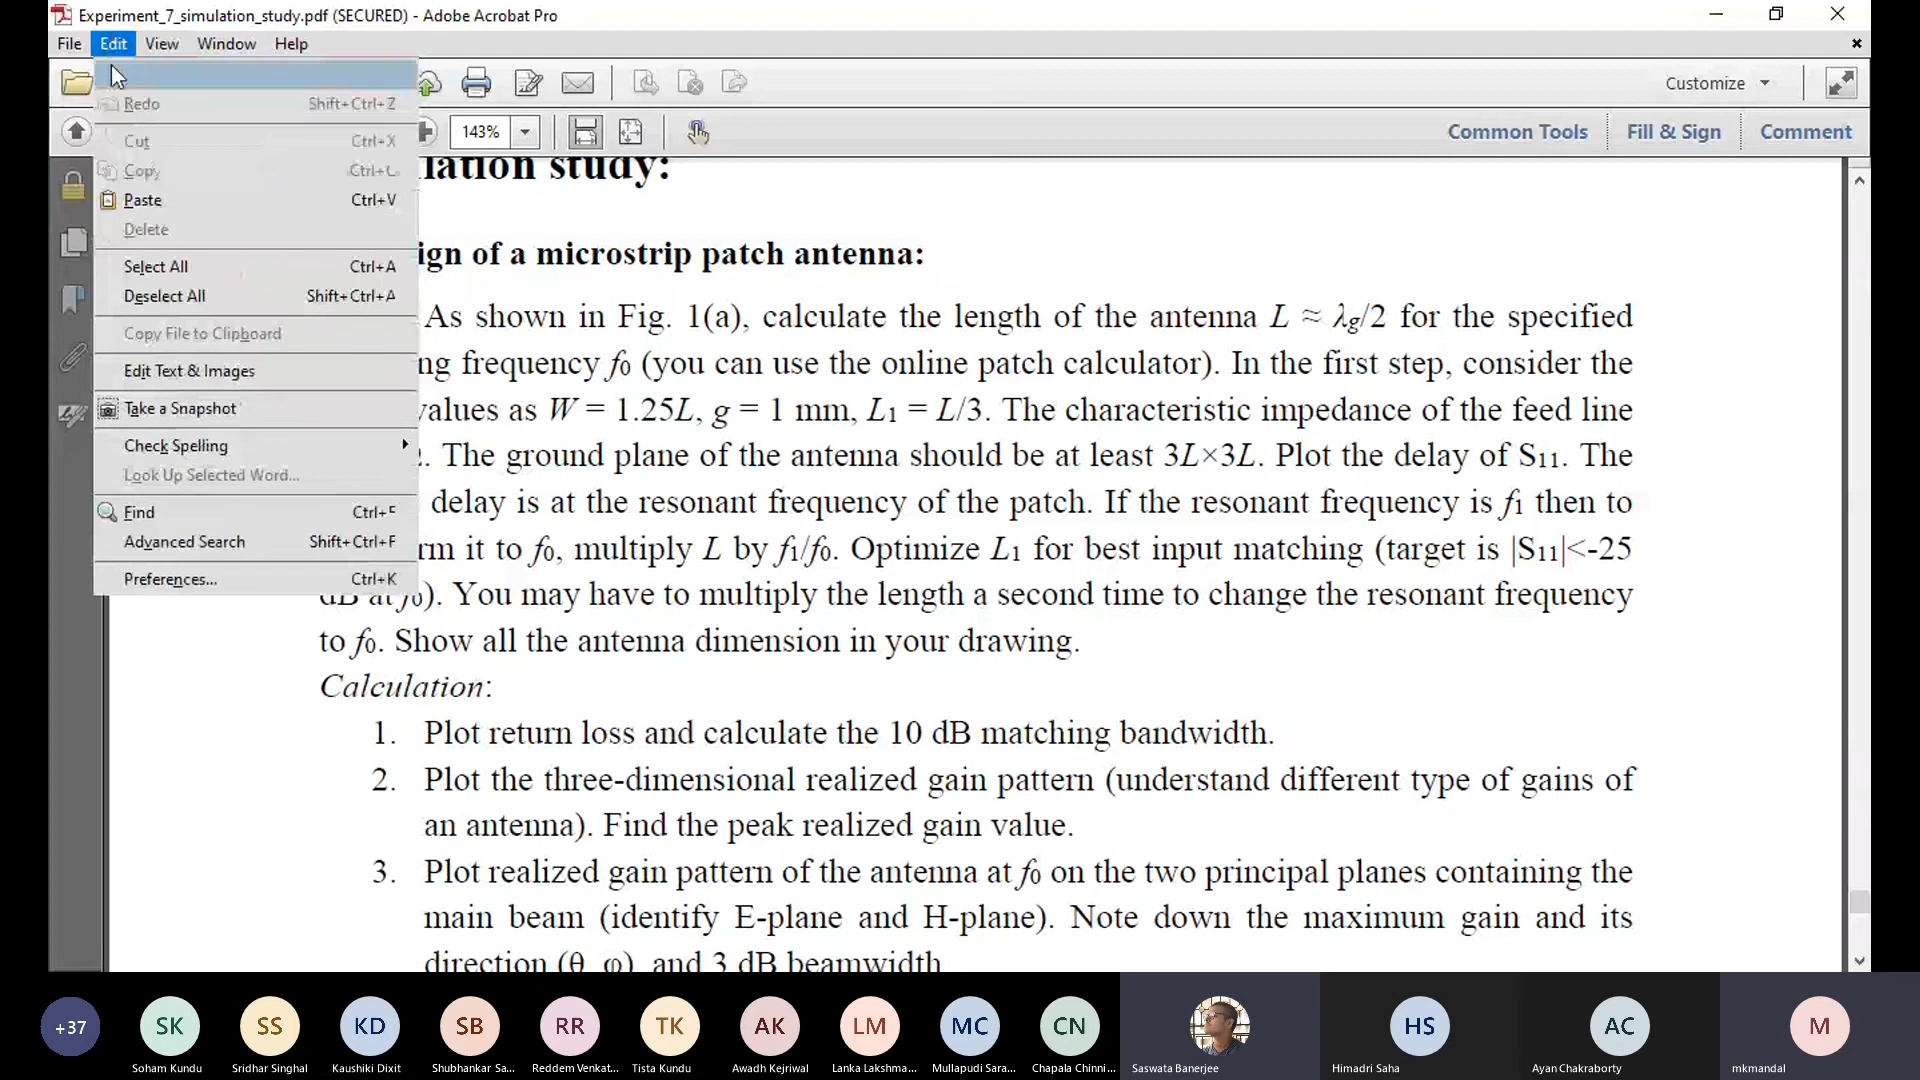 Experiment_7_simulation_study.pdf (SECURED) - Adobe Acrobat Pro
File Edit View Window Help
Redo Shift+Ctrl+Z
Customize
Cut Ctrl+X
143%
Common Tools Fill & Sign Comment
Copy
Paste Ctrl+V
Delete
Select All Ctrl+A
Deselect All Shift+Ctrl+A
Copy File to Clipboard
Edit Text & Images
Take a Snapshot
Check Spelling
Look Up Selected Word...
Find
Advanced Search Shift+Ctrl+F
Preferences... Ctrl+K
study:
of a microstrip patch antenna:
As shown in Fig. 1(a), calculate the length of the antenna L ≈ λg/2 for the specified
frequency f0 (you can use the online patch calculator). In the first step, consider the
values as W = 1.25L, g = 1 mm, L1 = L/3. The characteristic impedance of the feed line
The ground plane of the antenna should be at least 3L×3L. Plot the delay of S11. The
delay is at the resonant frequency of the patch. If the resonant frequency is f1 then to
it to f0, multiply L by f1/f0. Optimize L1 for best input matching (target is |S11|<-25
dB at f0). You may have to multiply the length a second time to change the resonant frequency
to f0. Show all the antenna dimension in your drawing.
Calculation:
1. Plot return loss and calculate the 10 dB matching bandwidth.
2. Plot the three-dimensional realized gain pattern (understand different type of gains of
an antenna). Find the peak realized gain value.
3. Plot realized gain pattern of the antenna at f0 on the two principal planes containing the
main beam (identify E-plane and H-plane). Note down the maximum gain and its
direction (θ, φ), and 3 dB beamwidth
+37 SK SS KD SB RR TK AK LM MC CN HS AC M
Soham Kundu Sridhar Singhal Kaushiki Dixit Shubhankar Sa... Reddem Venkat... Tista Kundu Awadh Kejriwal Lanka Lakshma... Mullapudi Sara... Chapala Chinni... Saswata Banerjee Himadri Saha Ayan Chakraborty mkmandal